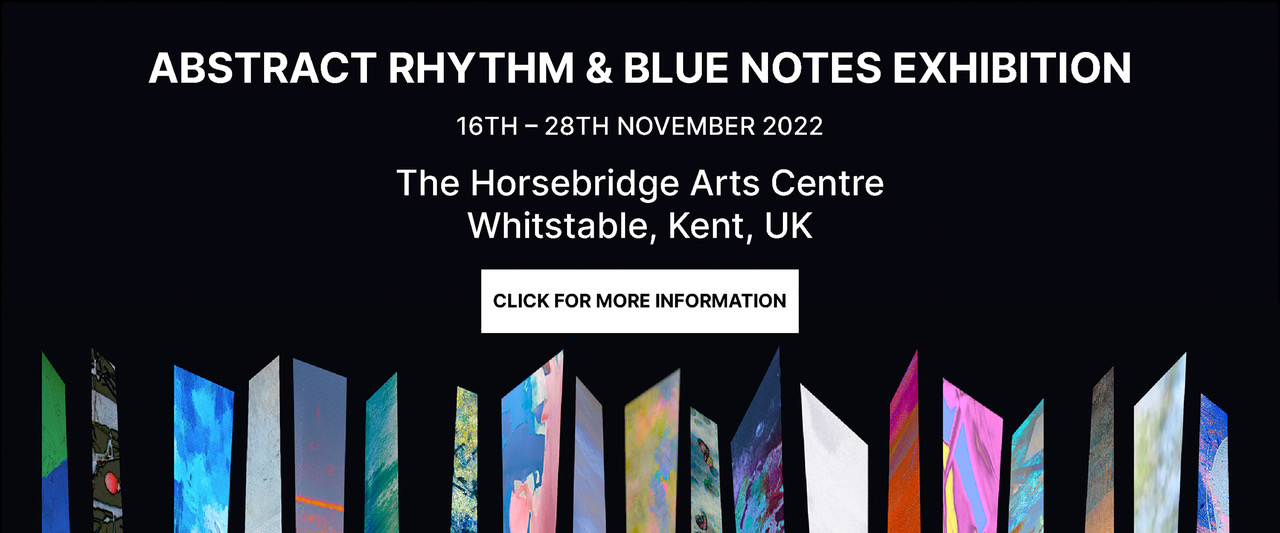 ABSTRACT RHYTHM & BLUE NOTES EXHIBITION
16TH – 28TH NOVEMBER 2022
The Horsebridge Arts Centre
Whitstable, Kent, UK
CLICK FOR MORE INFORMATION